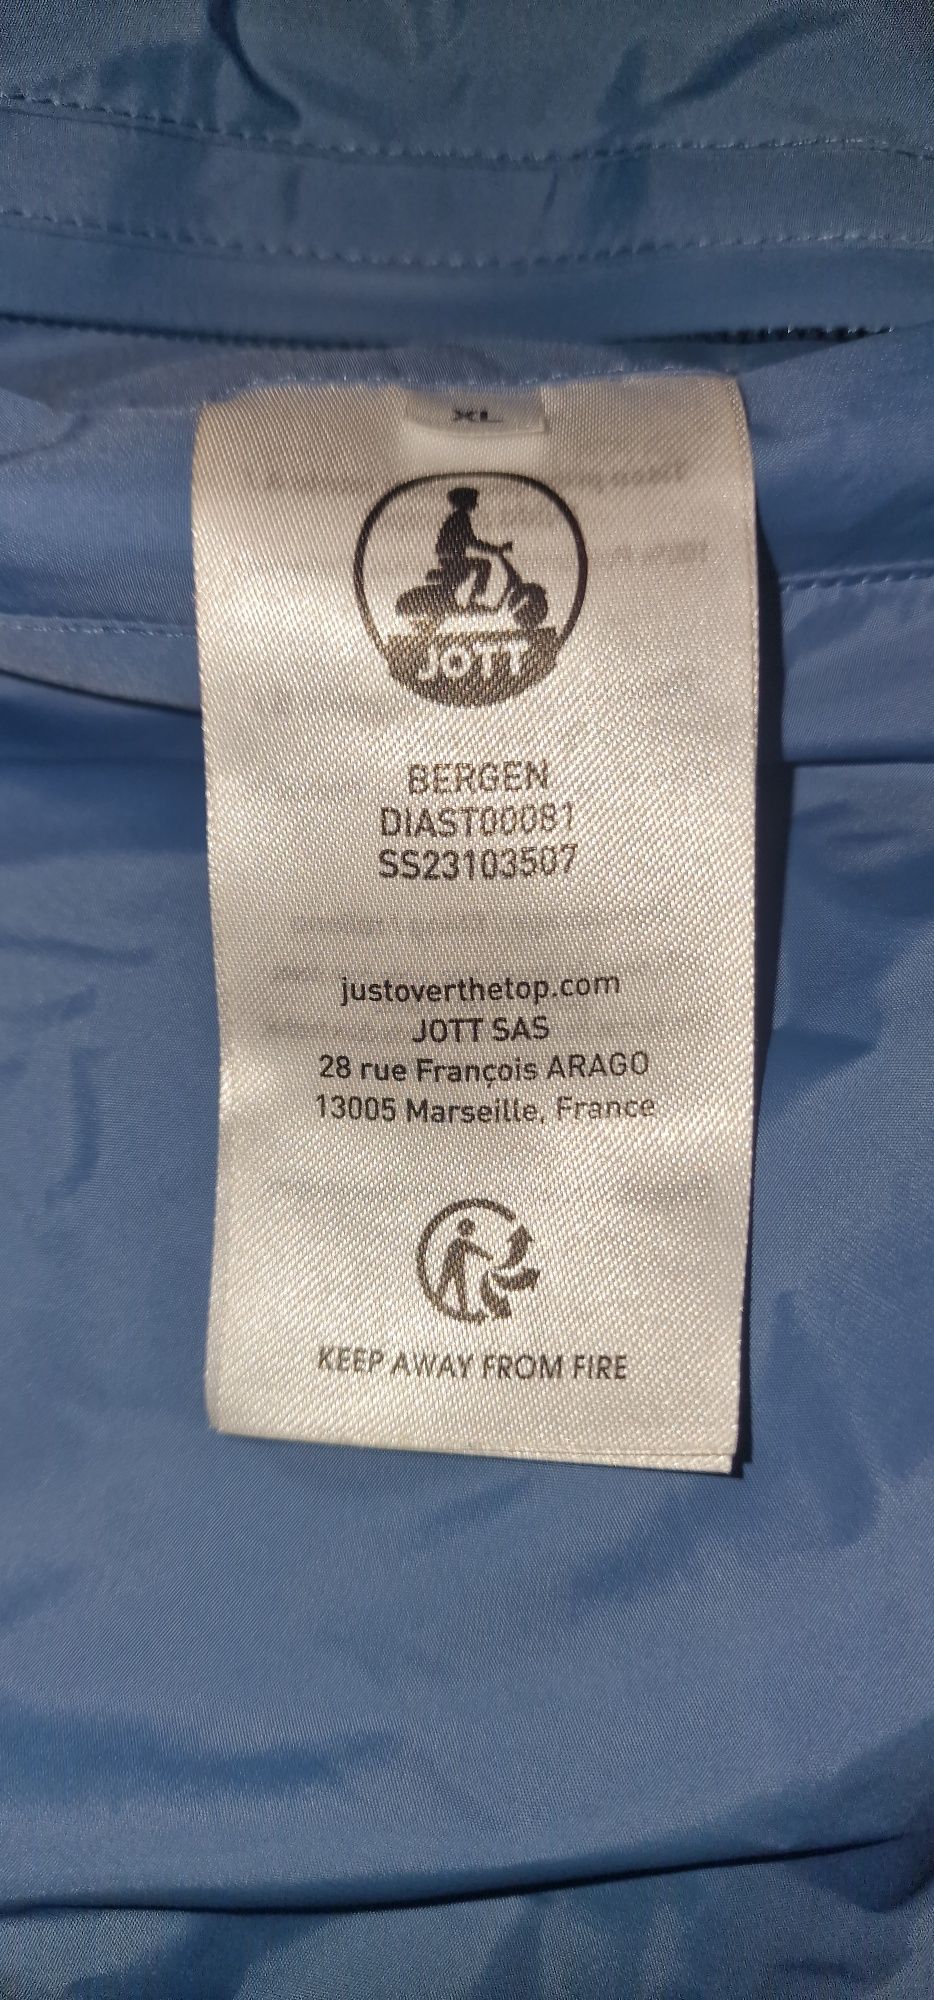 XL
JOTT
BERGEN
DIAST00081
SS23103507
justoverthetop.com
JOTT SAS
28 rue François ARAGO
13005 Marseille, France
KEEP AWAY FROM FIRE